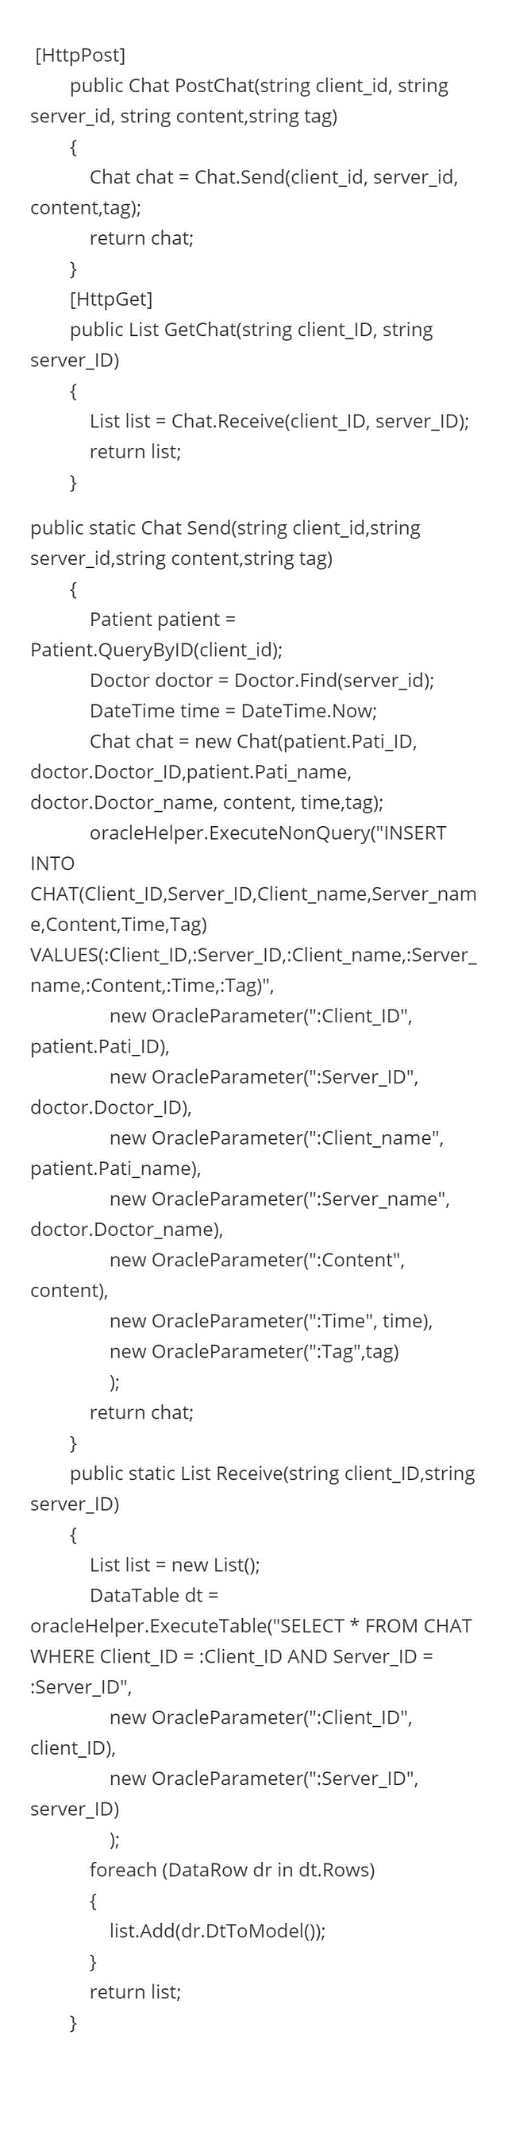 [HttpPost]
public Chat PostChat(string client_id, string
server_id, string content,string tag)
{
Chat chat = Chat.Send(client_id, server_id,
content,tag);
return chat;
}
[HttpGet]
public List GetChat(string client_ID, string
server_ID)
{
List list = Chat.Receive(client_ID, server_ID);
return list;
}
public static Chat Send(string client_id,string
server_id,string content,string tag)
{
Patient patient =
Patient.QueryByID(client_id);
Doctor doctor = Doctor.Find(server_id);
DateTime time = DateTime.Now;
Chat chat = new Chat(patient.Pati_ID,
doctor.Doctor_ID,patient.Pati_name,
doctor.Doctor_name, content, time,tag);
oracleHelper.ExecuteNonQuery("INSERT
INTO
CHAT(Client_ID,Server_ID,Client_name,Server_nam
e,Content,Time,Tag)
VALUES(:Client_ID,:Server_ID,:Client_name,:Server_
name,:Content,:Time,:Tag)",
new OracleParameter(":Client_ID",
patient.Pati_ID),
new OracleParameter(":Server_ID",
doctor.Doctor_ID),
new OracleParameter(":Client_name",
patient.Pati_name),
new OracleParameter(":Server_name",
doctor.Doctor_name),
new OracleParameter(":Content",
content),
new OracleParameter(":Time", time),
new OracleParameter(":Tag",tag)
);
return chat;
}
public static List Receive(string client_ID,string
server_ID)
{
List list = new List();
DataTable dt =
oracleHelper.ExecuteTable("SELECT * FROM CHAT
WHERE Client_ID = :Client_ID AND Server_ID =
:Server_ID",
new OracleParameter(":Client_ID",
client_ID),
new OracleParameter(":Server_ID",
server_ID)
);
foreach (DataRow dr in dt.Rows)
{
list.Add(dr.DtToModel());
}
return list;
}